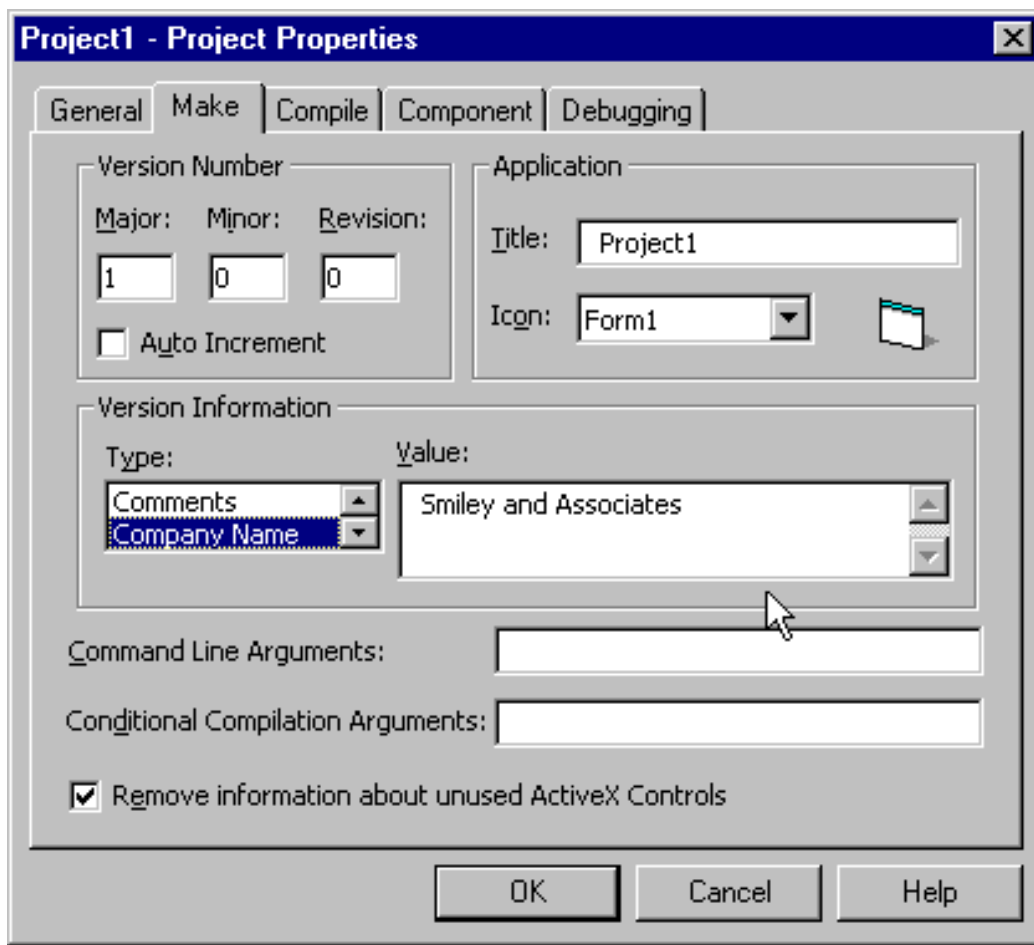 Project1 - Project Properties
General Make Compile Component Debugging
Version Number
Major: Minor: Revision:
1 0 0
Auto Increment
Application
Title: Project1
Icon: Form1
Version Information
Type: Value:
Comments
Company Name
Smiley and Associates
Command Line Arguments:
Conditional Compilation Arguments:
Remove information about unused ActiveX Controls
OK Cancel Help